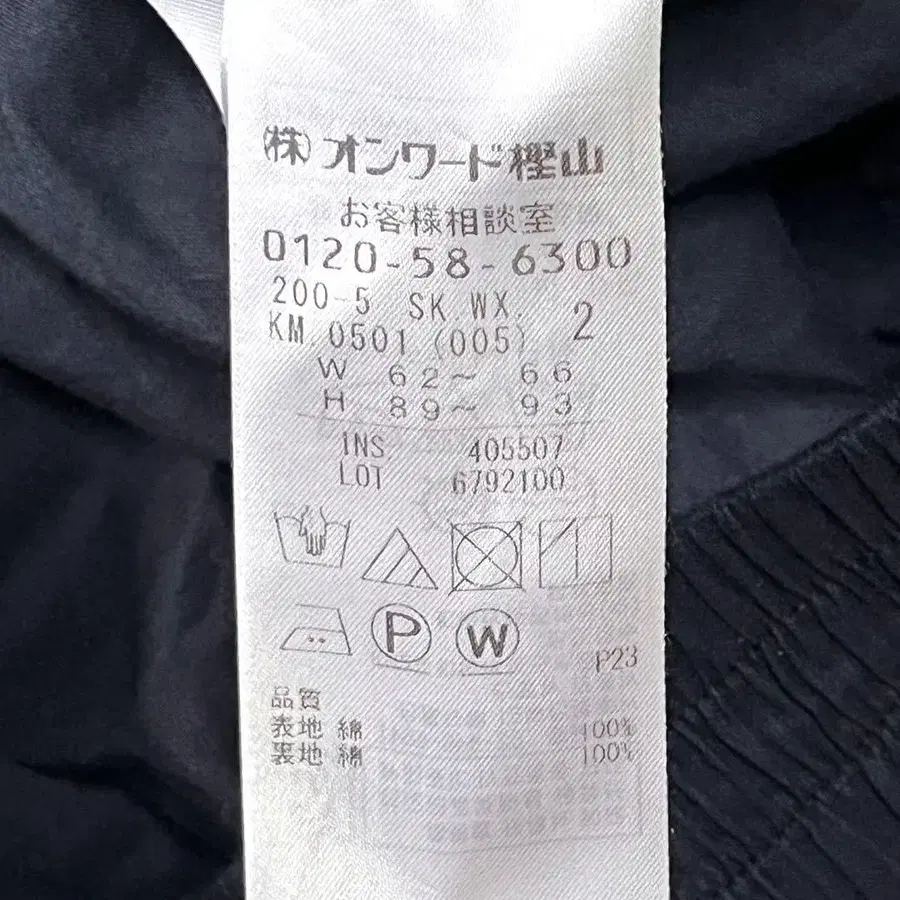 (株)オンワード樫山
お客様相談室
0120-58-6300
200-5 SK WX. 2
KM 0501 (005)
W 62~ 66
H 89~ 93
INS 405507
LOT 6792100
P W
P23
品質
表地 綿 100%
裏地 綿 100%